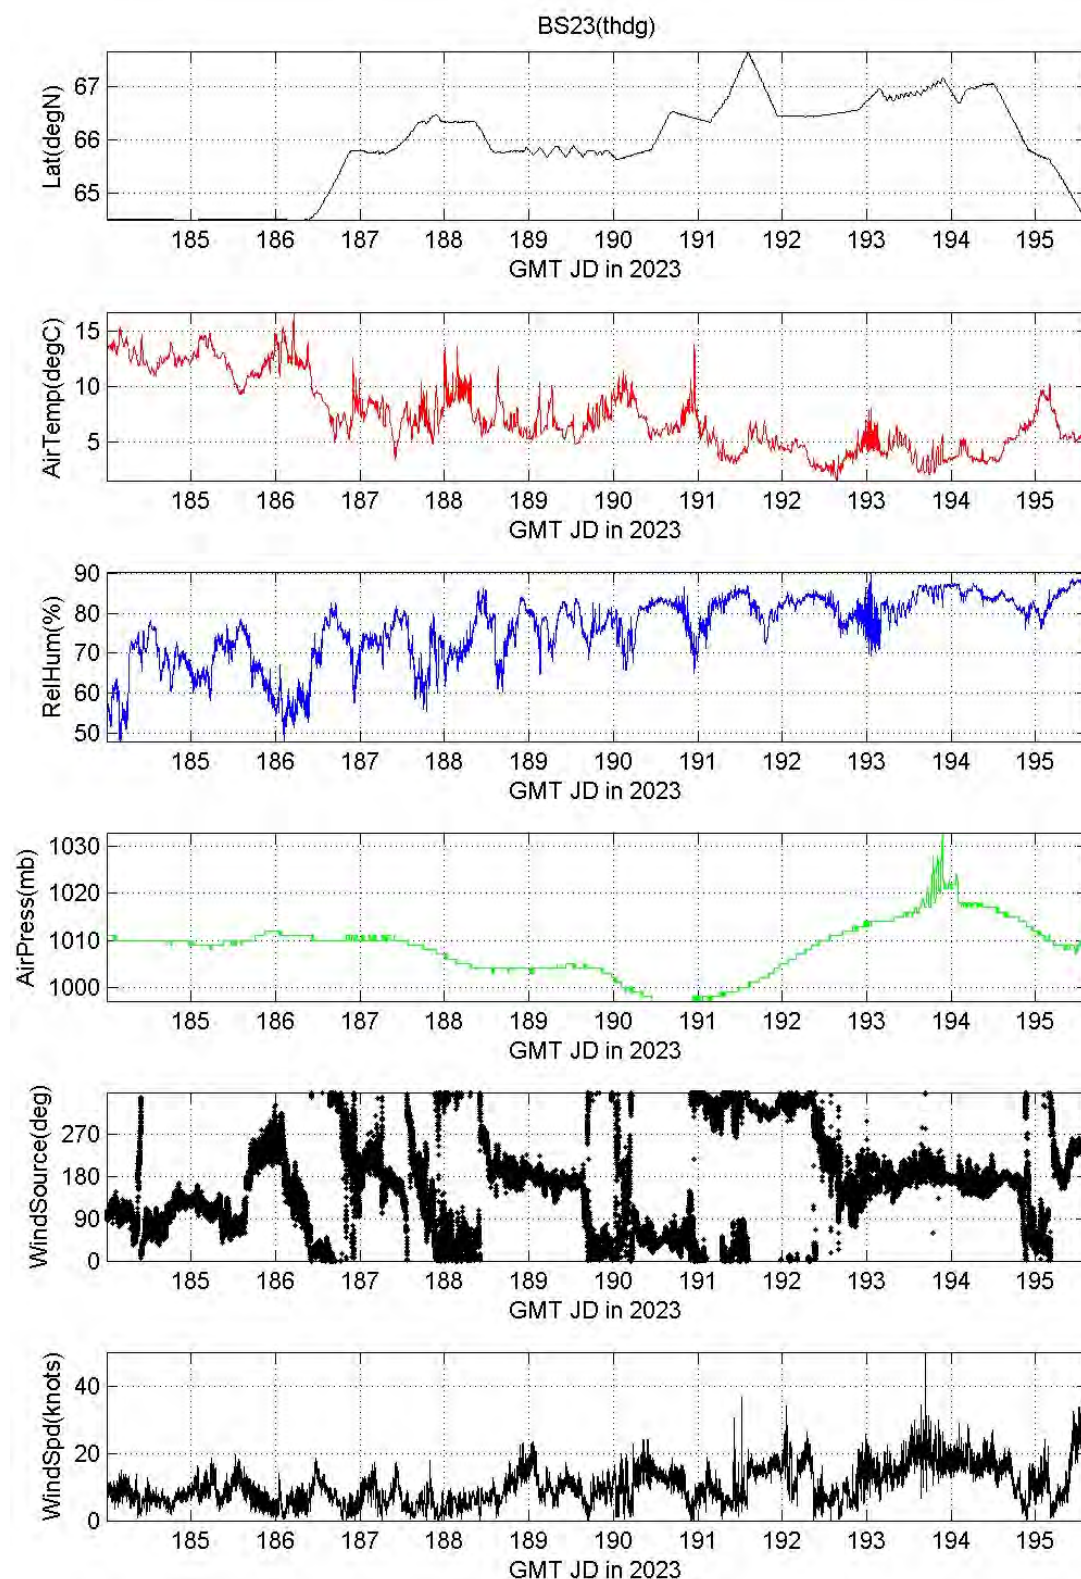 BS23(thdg)
Lat(degN)
67
66
65
185 186 187 188 189 190 191 192 193 194 195
GMT JD in 2023
AirTemp(degC)
15
10
5
185 186 187 188 189 190 191 192 193 194 195
GMT JD in 2023
RelHum(%)
90
80
70
60
50
185 186 187 188 189 190 191 192 193 194 195
GMT JD in 2023
AirPress(mb)
1030
1020
1010
1000
185 186 187 188 189 190 191 192 193 194 195
GMT JD in 2023
WindSource(deg)
270
180
90
0
185 186 187 188 189 190 191 192 193 194 195
GMT JD in 2023
WindSpd(knots)
40
20
0
185 186 187 188 189 190 191 192 193 194 195
GMT JD in 2023